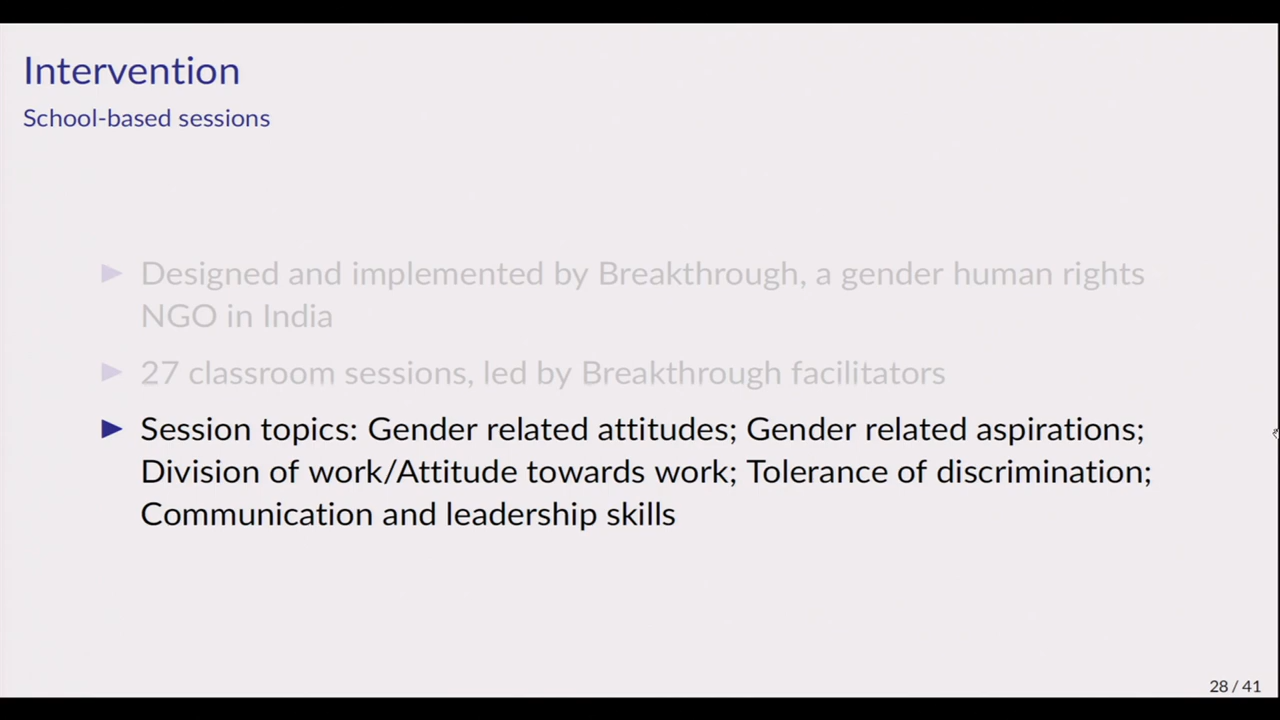 Intervention
School-based sessions
Designed and implemented by Breakthrough, a gender human rights
NGO in India
27 classroom sessions, led by Breakthrough facilitators
Session topics: Gender related attitudes; Gender related aspirations;
Division of work/Attitude towards work; Tolerance of discrimination;
Communication and leadership skills
28 / 41